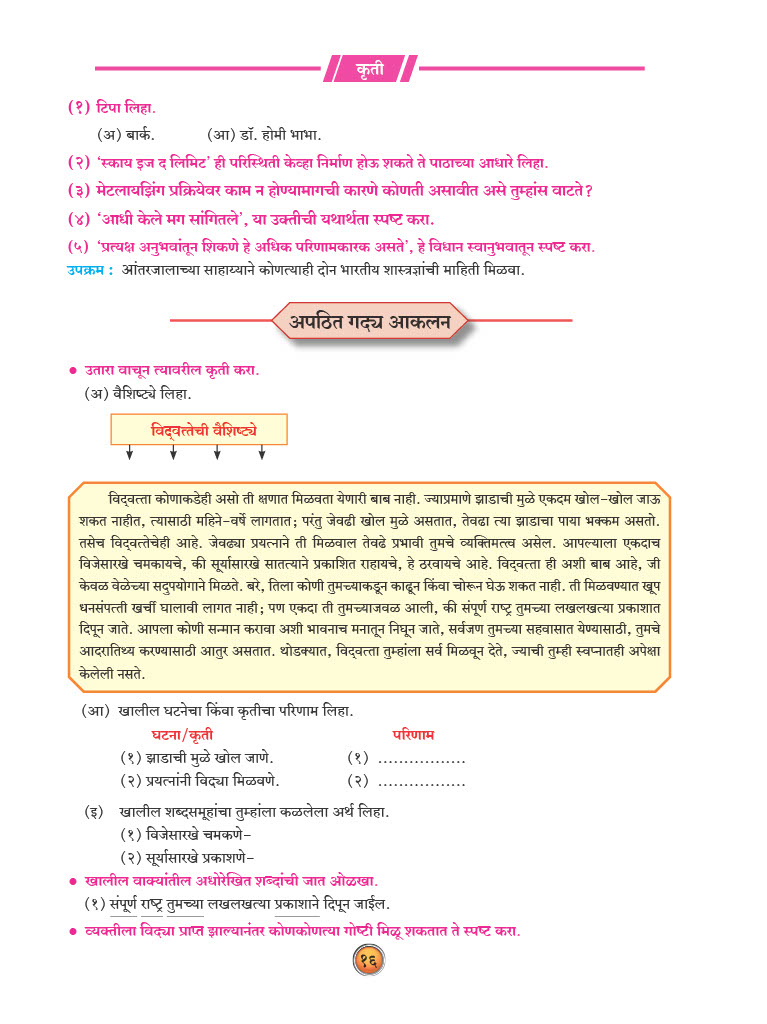 कृती
(१) टिपा लिहा.
(अ) बार्क. (आ) डॉ. होमी भाभा.
(२) ‘स्काय इज द लिमिट’ ही परिस्थिती केव्हा निर्माण होऊ शकते ते पाठाच्या आधारे लिहा.
(३) मेटलायझिंग प्रक्रियेवर काम न होण्यामागची कारणे कोणती असावीत असे तुम्हांस वाटते?
(४) ‘आधी केले मग सांगितले’, या उक्तीची यथार्थता स्पष्ट करा.
(५) ‘प्रत्यक्ष अनुभवांतून शिकणे हे अधिक परिणामकारक असते’, हे विधान स्वानुभवातून स्पष्ट करा.
उपक्रम : आंतरजालाच्या साहाय्याने कोणत्याही दोन भारतीय शास्त्रज्ञांची माहिती मिळवा.
अपठित गद्य आकलन
• उतारा वाचून त्यावरील कृती करा.
(अ) वैशिष्ट्ये लिहा.
विद्‌वत्तेची वैशिष्ट्ये
विद्‌वत्ता कोणाकडेही असो ती क्षणात मिळवता येणारी बाब नाही. ज्याप्रमाणे झाडाची मुळे एकदम खोल-खोल जाऊ
शकत नाहीत, त्यासाठी महिने-वर्षे लागतात; परंतु जेवढी खोल मुळे असतात, तेवढा त्या झाडाचा पाया भक्कम असतो.
तसेच विद्‌वत्तेचेही आहे. जेवढ्या प्रयत्नाने ती मिळवाल तेवढे प्रभावी तुमचे व्यक्तिमत्त्व असेल. आपल्याला एकदाच
विजेसारखे चमकायचे, की सूर्यासारखे सातत्याने प्रकाशित राहायचे, हे ठरवायचे आहे. विद्‌वत्ता ही अशी बाब आहे, जी
केवळ वेळेच्या सदुपयोगाने मिळते. बरे, तिला कोणी तुमच्याकडून काढून किंवा चोरून घेऊ शकत नाही. ती मिळवण्यात खूप
धनसंपत्ती खर्ची घालावी लागत नाही; पण एकदा ती तुमच्याजवळ आली, की संपूर्ण राष्ट्र तुमच्या लखलखत्या प्रकाशात
दिपून जाते. आपला कोणी सन्मान करावा अशी भावनाच मनातून निघून जाते, सर्वजण तुमच्या सहवासात येण्यासाठी, तुमचे
आदरातिथ्य करण्यासाठी आतुर असतात. थोडक्यात, विद्‌वत्ता तुम्हांला सर्व मिळवून देते, ज्याची तुम्ही स्वप्नातही अपेक्षा
केलेली नसते.
(आ) खालील घटनेचा किंवा कृतीचा परिणाम लिहा.
घटना/कृती परिणाम
(१) झाडाची मुळे खोल जाणे. (१) .................
(२) प्रयत्नांनी विद्या मिळवणे. (२) .................
(इ) खालील शब्दसमूहांचा तुम्हांला कळलेला अर्थ लिहा.
(१) विजेसारखे चमकणे-
(२) सूर्यासारखे प्रकाशणे-
• खालील वाक्यांतील अधोरेखित शब्दांची जात ओळखा.
(१) संपूर्ण राष्ट्र तुमच्या लखलखत्या प्रकाशाने दिपून जाईल.
• व्यक्तीला विद्या प्राप्त झाल्यानंतर कोणकोणत्या गोष्टी मिळू शकतात ते स्पष्ट करा.
१६